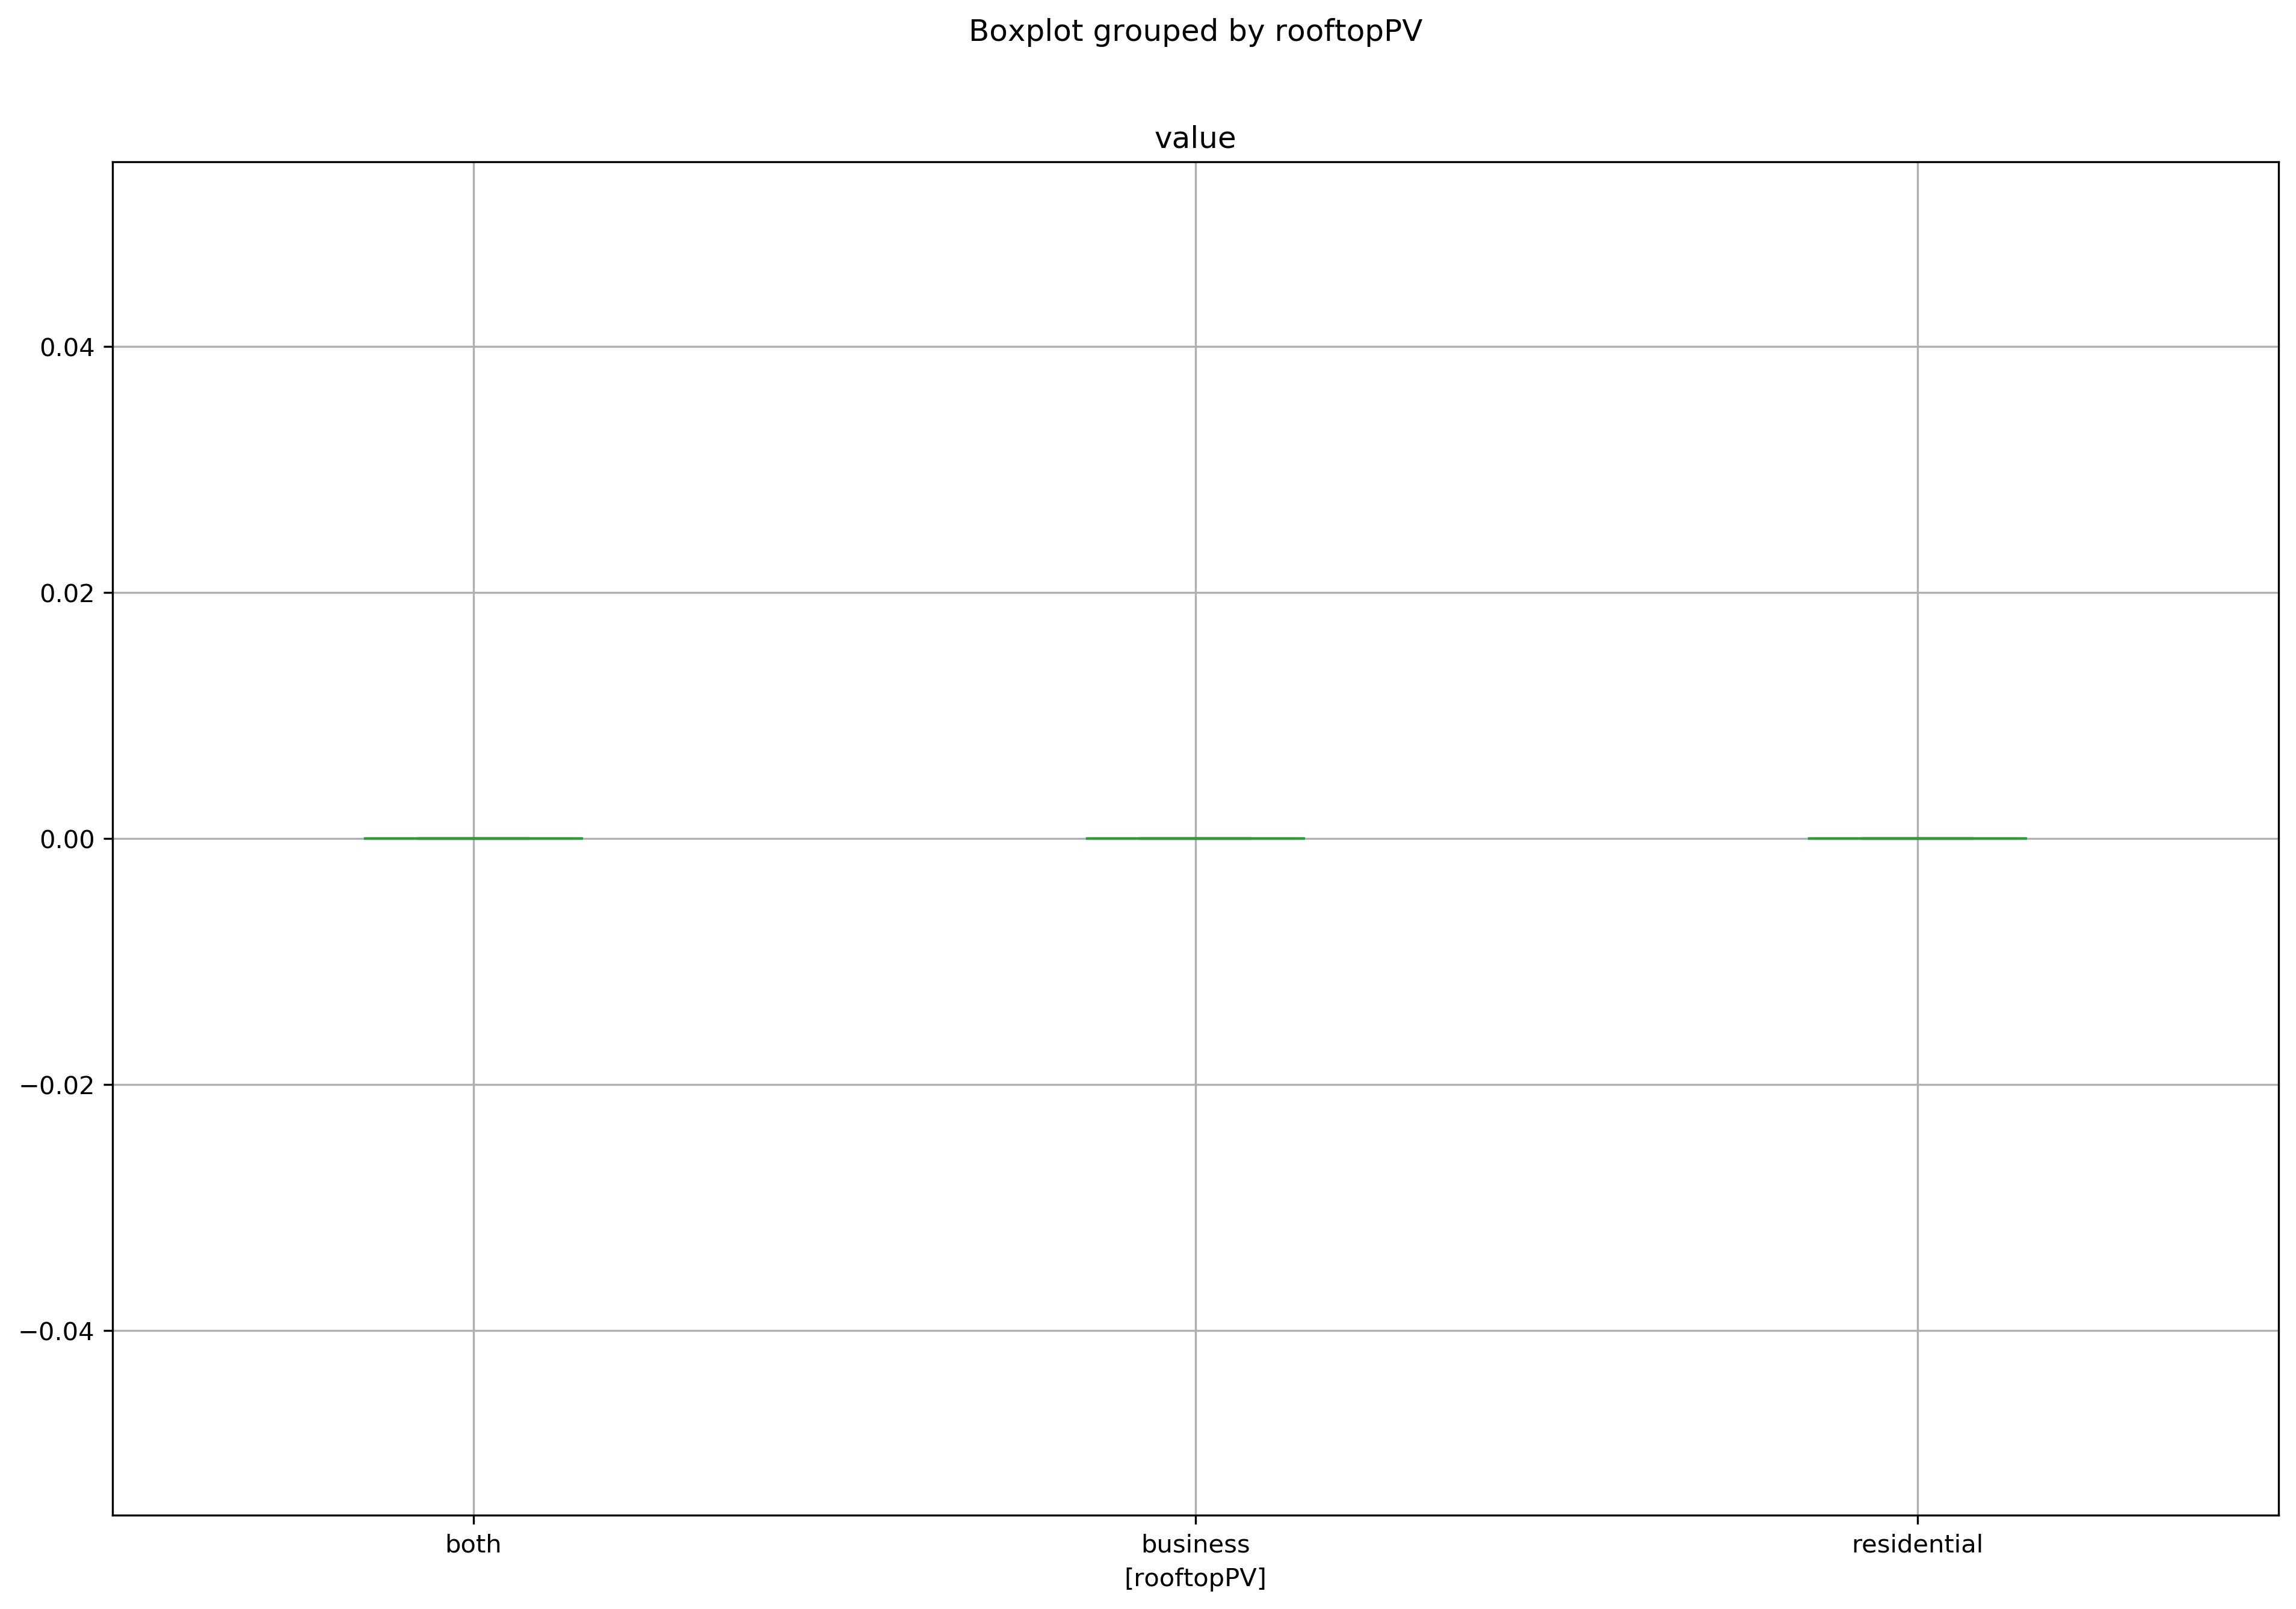 Boxplot grouped by rooftopPV
value
0.04
0.02
0.00
−0.02
−0.04
both business residential
[rooftopPV]